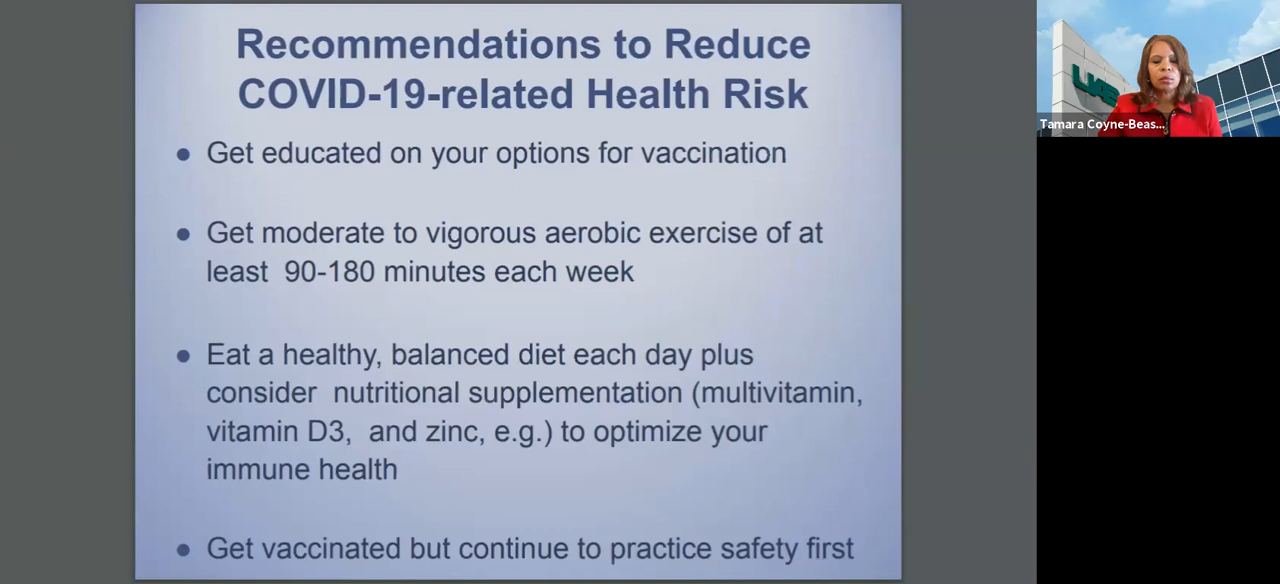 Recommendations to Reduce
COVID-19-related Health Risk
● Get educated on your options for vaccination
● Get moderate to vigorous aerobic exercise of at
least 90-180 minutes each week
● Eat a healthy, balanced diet each day plus
consider nutritional supplementation (multivitamin,
vitamin D3, and zinc, e.g.) to optimize your
immune health
● Get vaccinated but continue to practice safety first
Tamara Coyne-Beas...